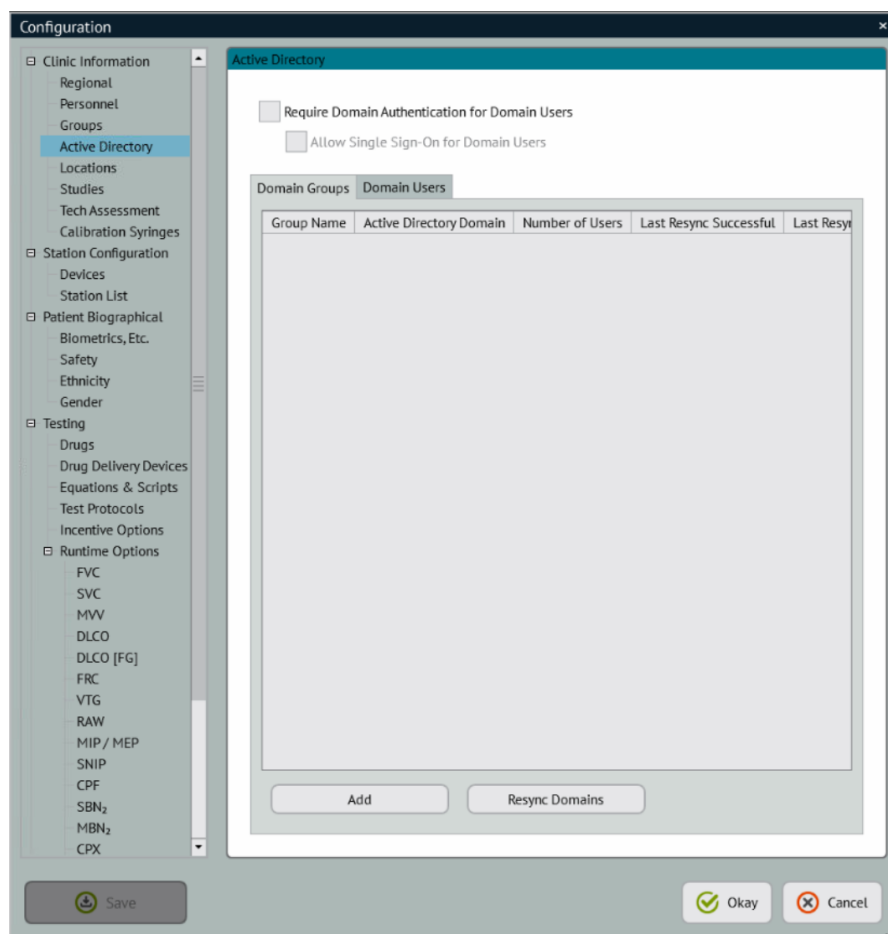 Configuration
Clinic Information
Regional
Personnel
Groups
Active Directory
Locations
Studies
Tech Assessment
Calibration Syringes
Station Configuration
Devices
Station List
Patient Biographical
Biometrics, Etc.
Safety
Ethnicity
Gender
Testing
Drugs
Drug Delivery Devices
Equations & Scripts
Test Protocols
Incentive Options
Runtime Options
FVC
SVC
MVV
DLCO
DLCO [FG]
FRC
VTG
RAW
MIP / MEP
SNIP
CPF
SBN₂
MBN₂
CPX
Save
Active Directory
Require Domain Authentication for Domain Users
Allow Single Sign-On for Domain Users
Domain Groups Domain Users
Group Name Active Directory Domain Number of Users Last Resync Successful Last Resyn
Add Resync Domains
Okay Cancel